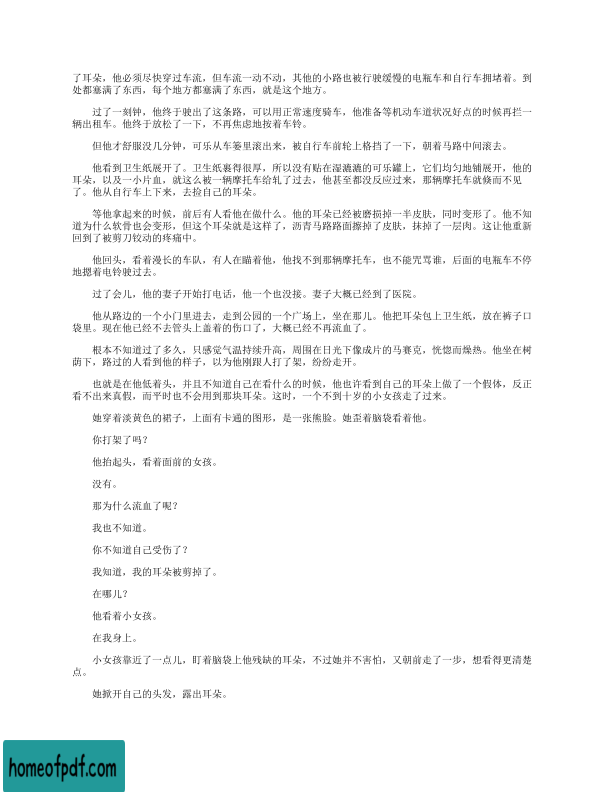 了耳朵，他必须尽快穿过车流，但车流一动不动，其他的小路也被行驶缓慢的电瓶车和自行车拥堵着。到
处都塞满了东西，每个地方都塞满了东西，就是这个地方。
过了一刻钟，他终于驶出了这条路，可以用正常速度骑车，他准备等机动车道状况好点的时候再拦一
辆出租车。他终于放松了一下，不再焦虑地按着车铃。
但他才舒服没几分钟，可乐从车篓里滚出来，被自行车前轮上格挡了一下，朝着马路中间滚去。
他看到卫生纸展开了。卫生纸裹得很厚，所以没有贴在湿漉漉的可乐罐上，它们均匀地铺展开，他的
耳朵，以及一小片血，就这么被一辆摩托车给轧了过去，他甚至都没反应过来，那辆摩托车就倏而不见
了。他从自行车上下来，去捡自己的耳朵。
等他拿起来的时候，前后有人看他在做什么。他的耳朵已经被磨损掉一半皮肤，同时变形了。他不知
道为什么软骨也会变形，但这个耳朵就是这样了，沥青马路路面擦掉了皮肤，抹掉了一层肉。这让他重新
回到了被剪刀铰动的疼痛中。
他回头，看着漫长的车队，有人在瞄着他，他找不到那辆摩托车，也不能咒骂谁，后面的电瓶车不停
地摁着电铃驶过去。
过了会儿，他的妻子开始打电话，他一个也没接。妻子大概已经到了医院。
他从路边的一个小门里进去，走到公园的一个广场上，坐在那儿。他把耳朵包上卫生纸，放在裤子口
袋里。现在他已经不去管头上盖着的伤口了，大概已经不再流血了。
根本不知道过了多久，只感觉气温持续升高，周围在日光下像成片的马赛克，恍惚而燥热。他坐在树
荫下，路过的人看到他的样子，以为他刚跟人打了架，纷纷走开。
也就是在他低着头，并且不知道自己在看什么的时候，他也许看到自己的耳朵上做了一个假体，反正
看不出来真假，而平时也不会用到那块耳朵。这时，一个不到十岁的小女孩走了过来。
她穿着淡黄色的裙子，上面有卡通的图形，是一张熊脸。她歪着脑袋看着他。
你打架了吗？
他抬起头，看着面前的女孩。
没有。
那为什么流血了呢？
我也不知道。
你不知道自己受伤了？
我知道，我的耳朵被剪掉了。
在哪儿？
他看着小女孩。
在我身上。
小女孩靠近了一点儿，盯着脑袋上他残缺的耳朵，不过她并不害怕，又朝前走了一步，想看得更清楚
点。
她掀开自己的头发，露出耳朵。
homeofpdf.com